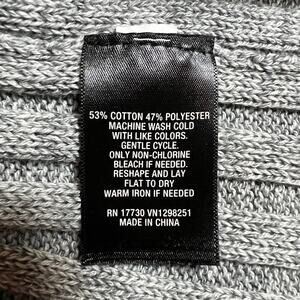 53% COTTON 47% POLYESTER
MACHINE WASH COLD
WITH LIKE COLORS.
GENTLE CYCLE.
ONLY NON-CHLORINE
BLEACH IF NEEDED.
RESHAPE AND LAY
FLAT TO DRY
WARM IRON IF NEEDED.
RN 17730 VN1298251
MADE IN CHINA